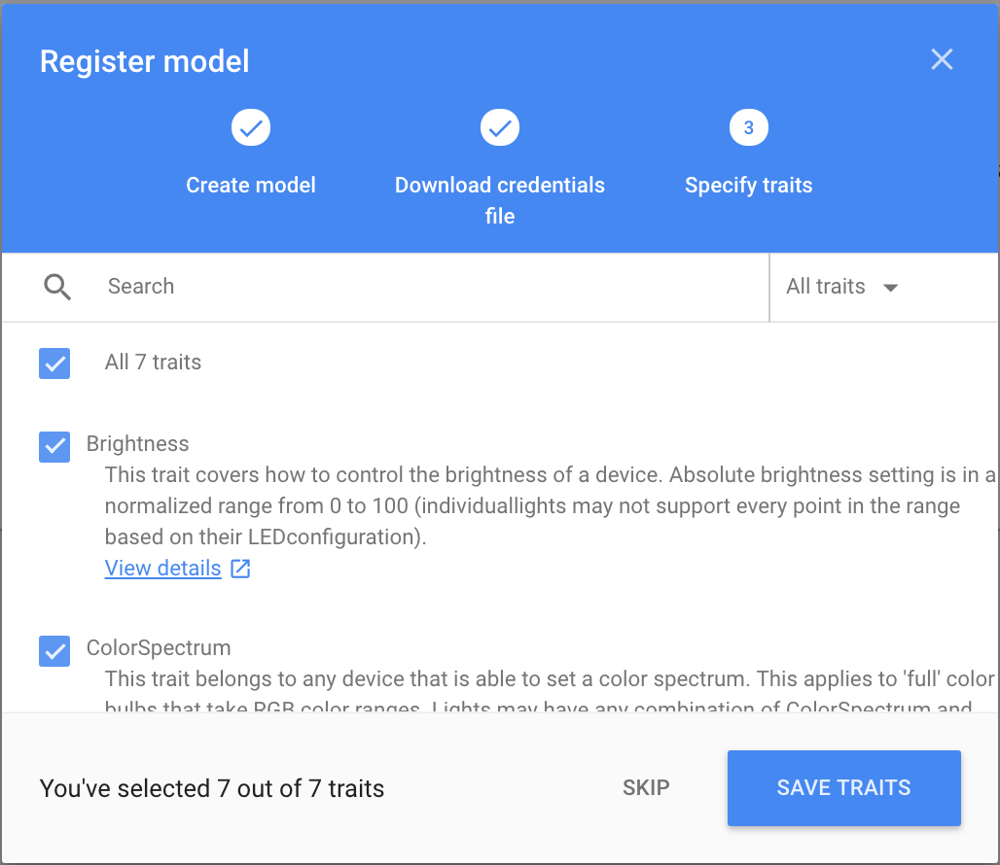 Register model
Create model
Download credentials
file
3
Specify traits
Search
All traits
All 7 traits
Brightness
This trait covers how to control the brightness of a device. Absolute brightness setting is in a
normalized range from 0 to 100 (individuallights may not support every point in the range
based on their LEDconfiguration).
View details
ColorSpectrum
This trait belongs to any device that is able to set a color spectrum. This applies to 'full' color
bulbs that take RGB color ranges. Lights may have any combination of ColorSpectrum and
You've selected 7 out of 7 traits
SKIP
SAVE TRAITS